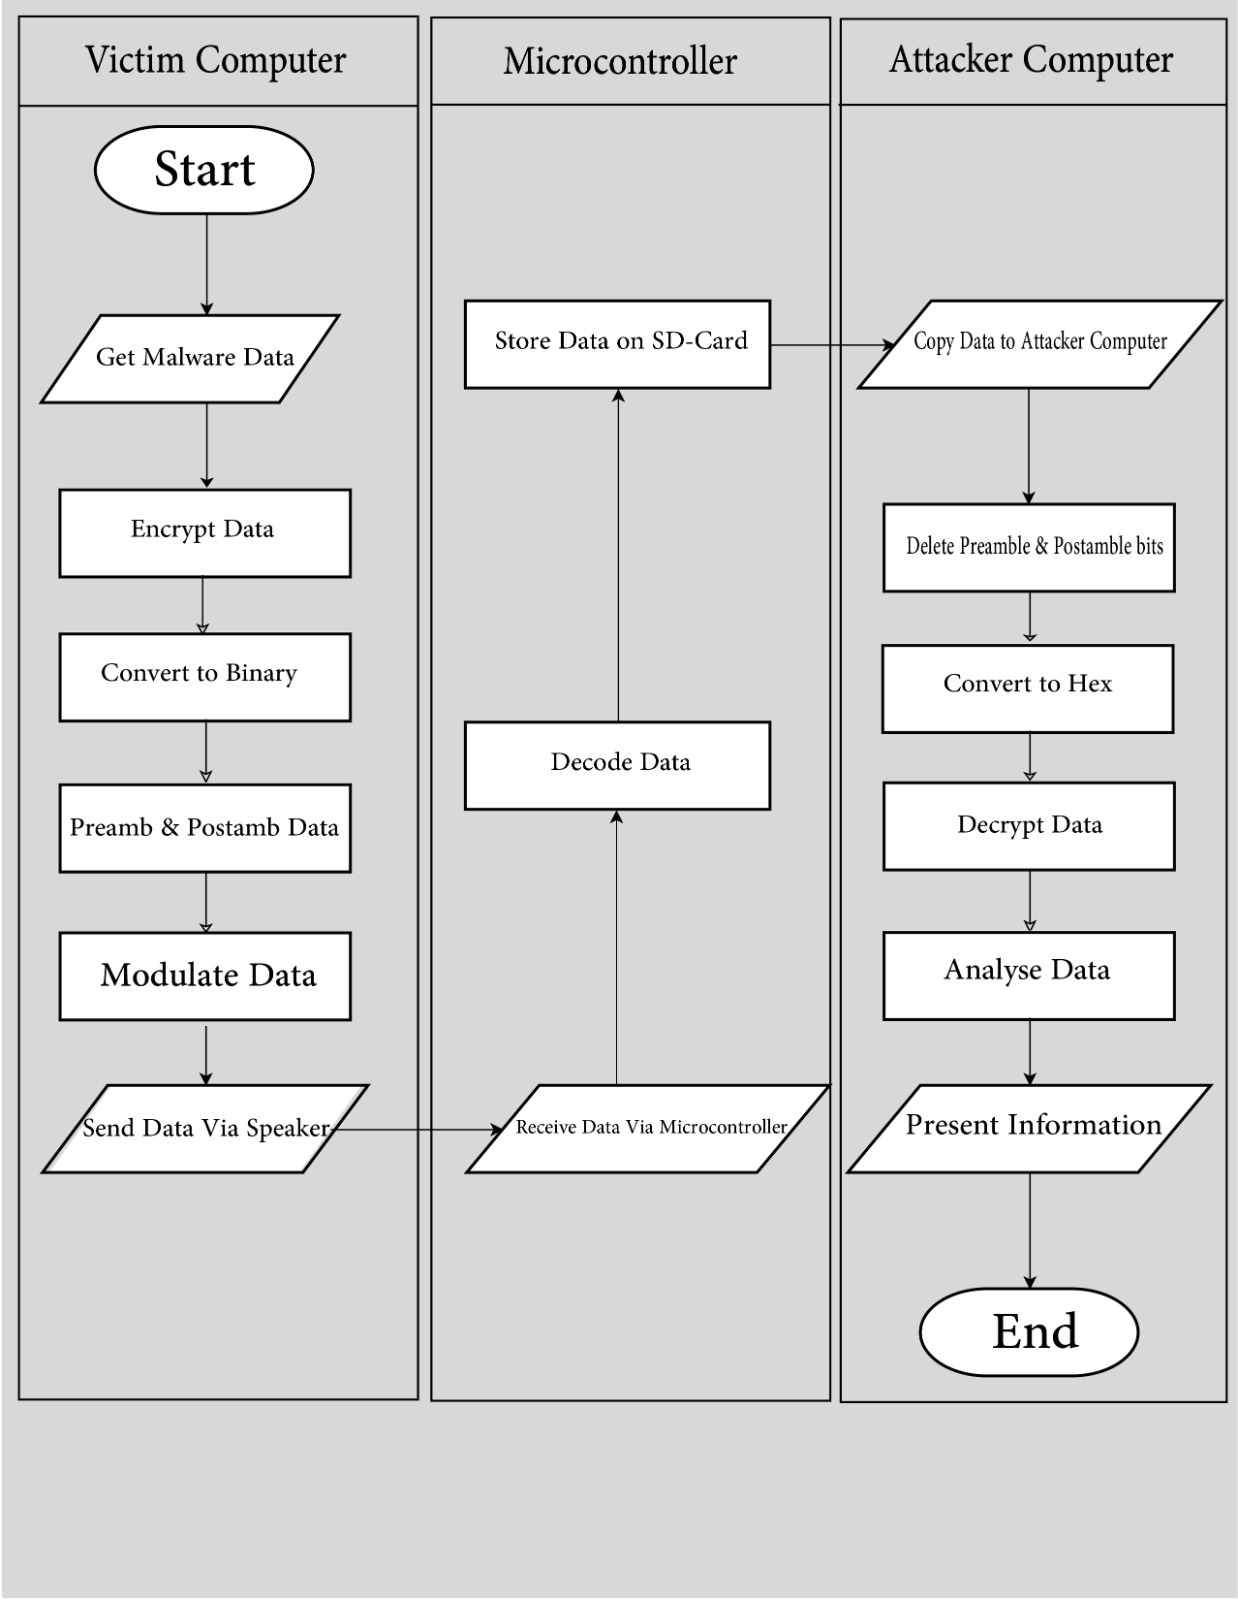 Victim Computer
Start
Get Malware Data
Encrypt Data
Convert to Binary
Preamb & Postamb Data
Modulate Data
Send Data Via Speaker
Microcontroller
Store Data on SD-Card
Decode Data
Receive Data Via Microcontroller
Attacker Computer
Copy Data to Attacker Computer
Delete Preamble & Postamble bits
Convert to Hex
Decrypt Data
Analyse Data
Present Information
End